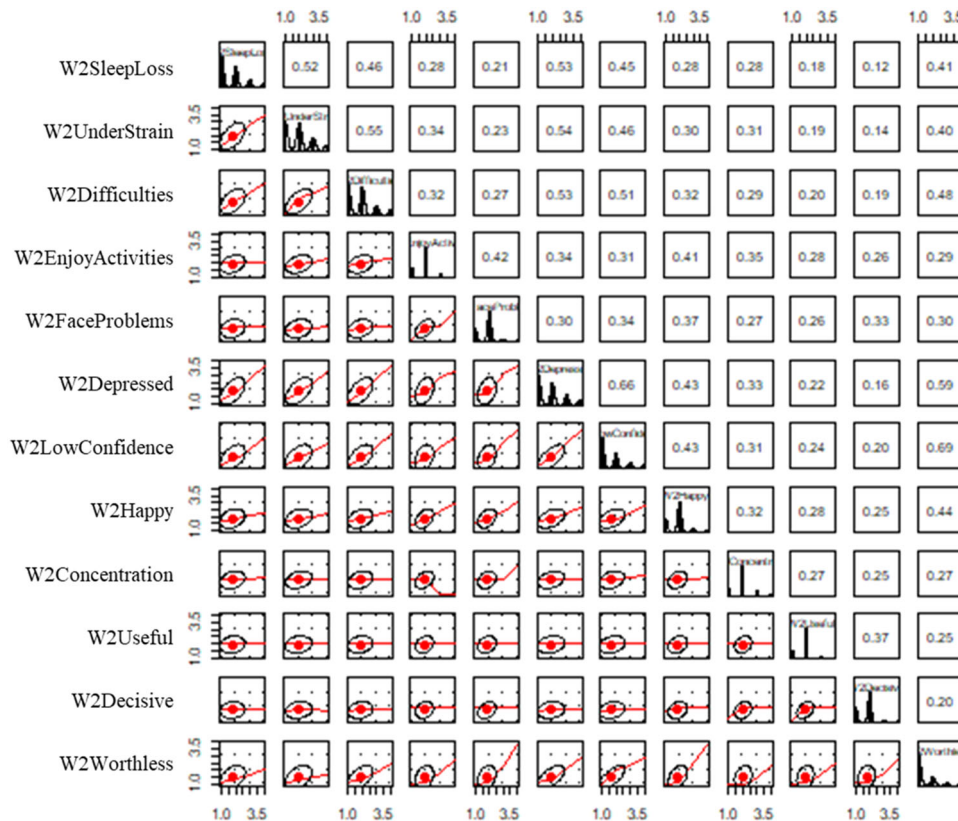 1.0 3.5 1.0 3.5 1.0 3.5 1.0 3.5 1.0 3.5 1.0 3.5
W2SleepLoss 0.52 0.46 0.28 0.21 0.53 0.45 0.28 0.28 0.18 0.12 0.41
W2UnderStrain 1.0 3.5 0.55 0.34 0.23 0.54 0.46 0.30 0.31 0.19 0.14 0.40
W2Difficulties 0.32 0.27 0.53 0.51 0.32 0.29 0.20 0.19 0.48
W2EnjoyActivities 1.0 3.5 0.42 0.34 0.31 0.41 0.35 0.28 0.26 0.29
W2FaceProblems 0.30 0.34 0.37 0.27 0.26 0.33 0.30
W2Depressed 1.0 3.5 0.66 0.43 0.33 0.22 0.16 0.59
W2LowConfidence 0.43 0.31 0.24 0.20 0.69
W2Happy 1.0 3.5 W2Happy 0.32 0.28 0.25 0.44
W2Concentration 0.27 0.25 0.27
W2Useful 1.0 3.5 W2Useful 0.37 0.25
W2Decisive 0.20
W2Worthless 1.0 3.5
1.0 3.5 1.0 3.5 1.0 3.5 1.0 3.5 1.0 3.5 1.0 3.5